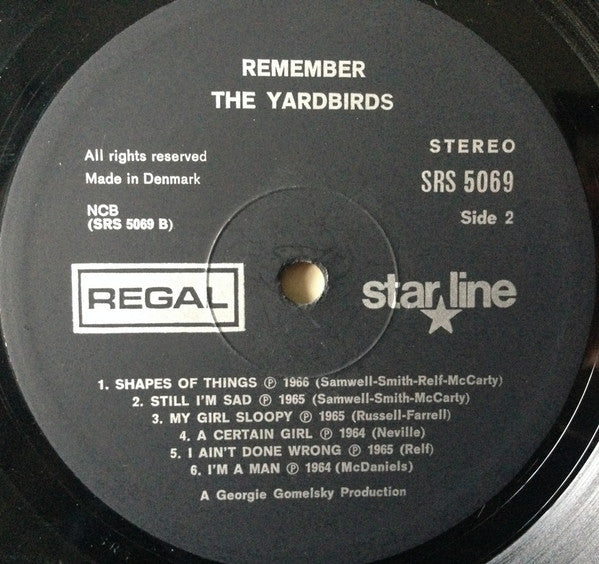 REMEMBER
THE YARDBIRDS
All rights reserved
Made in Denmark
NCB
(SRS 5069 B)
STEREO
SRS 5069
Side 2
REGAL
star line
1. SHAPES OF THINGS ℗ 1966 (Samwell-Smith-Relf-McCarty)
2. STILL I'M SAD ℗ 1965 (Samwell-Smith-McCarty)
3. MY GIRL SLOOPY ℗ 1965 (Russell-Farrell)
4. A CERTAIN GIRL ℗ 1964 (Neville)
5. I AIN'T DONE WRONG ℗ 1965 (Relf)
6. I'M A MAN ℗ 1964 (McDaniels)
A Georgie Gomelsky Production